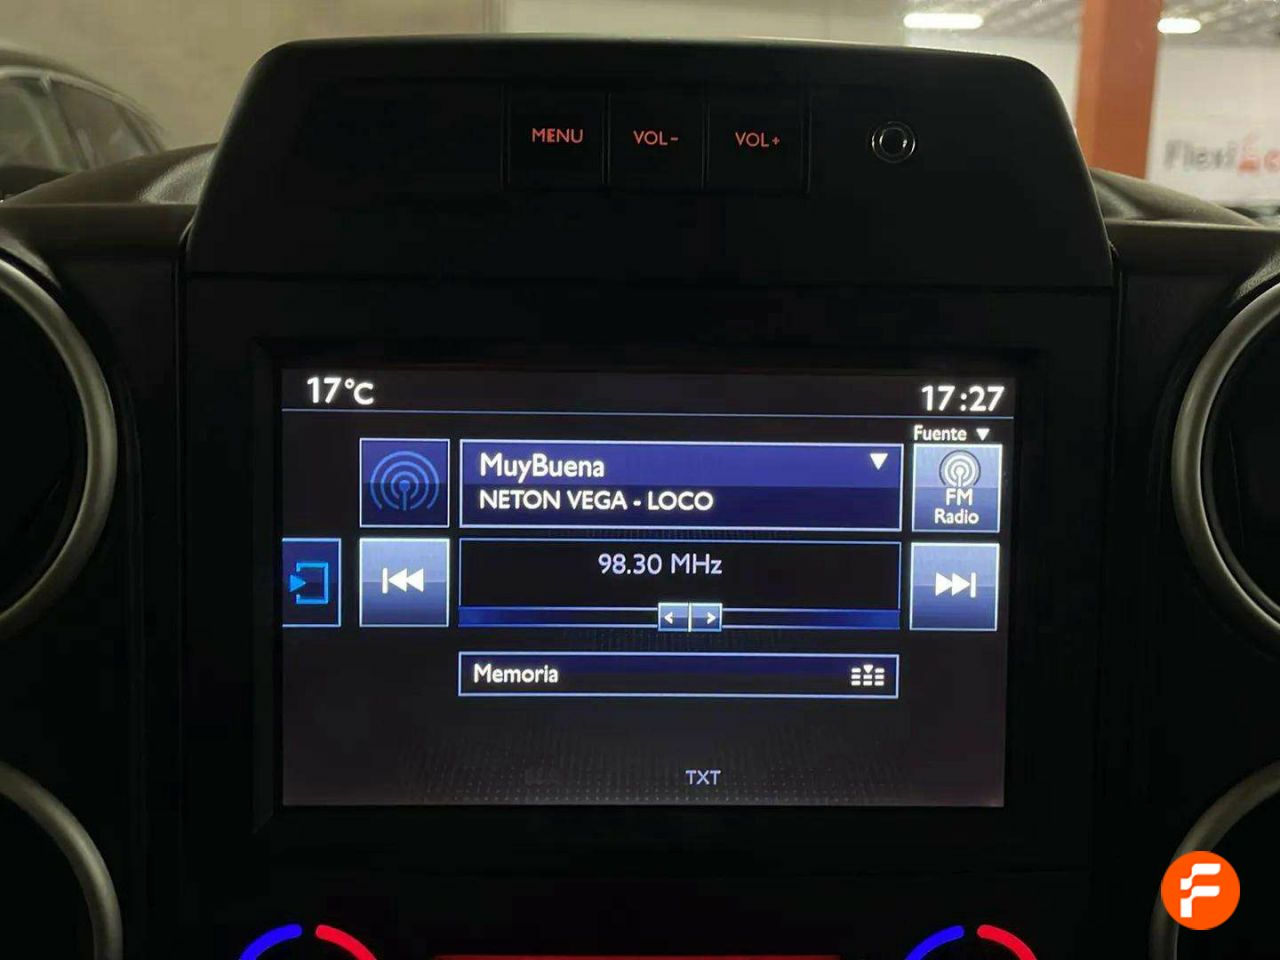 MENU VOL- VOL+
17°C 17:27
Fuente
MuyBuena
NETON VEGA - LOCO
FM
Radio
98.30 MHz
Memoria
TXT